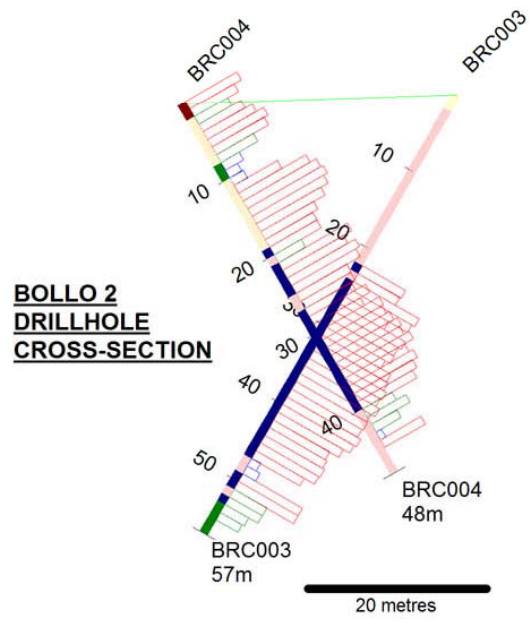 BRC004
BRC003
10
10
20
20
BOLLO 2
DRILLHOLE
CROSS-SECTION
30
30
40
40
50
BRC004
48m
BRC003
57m
20 metres